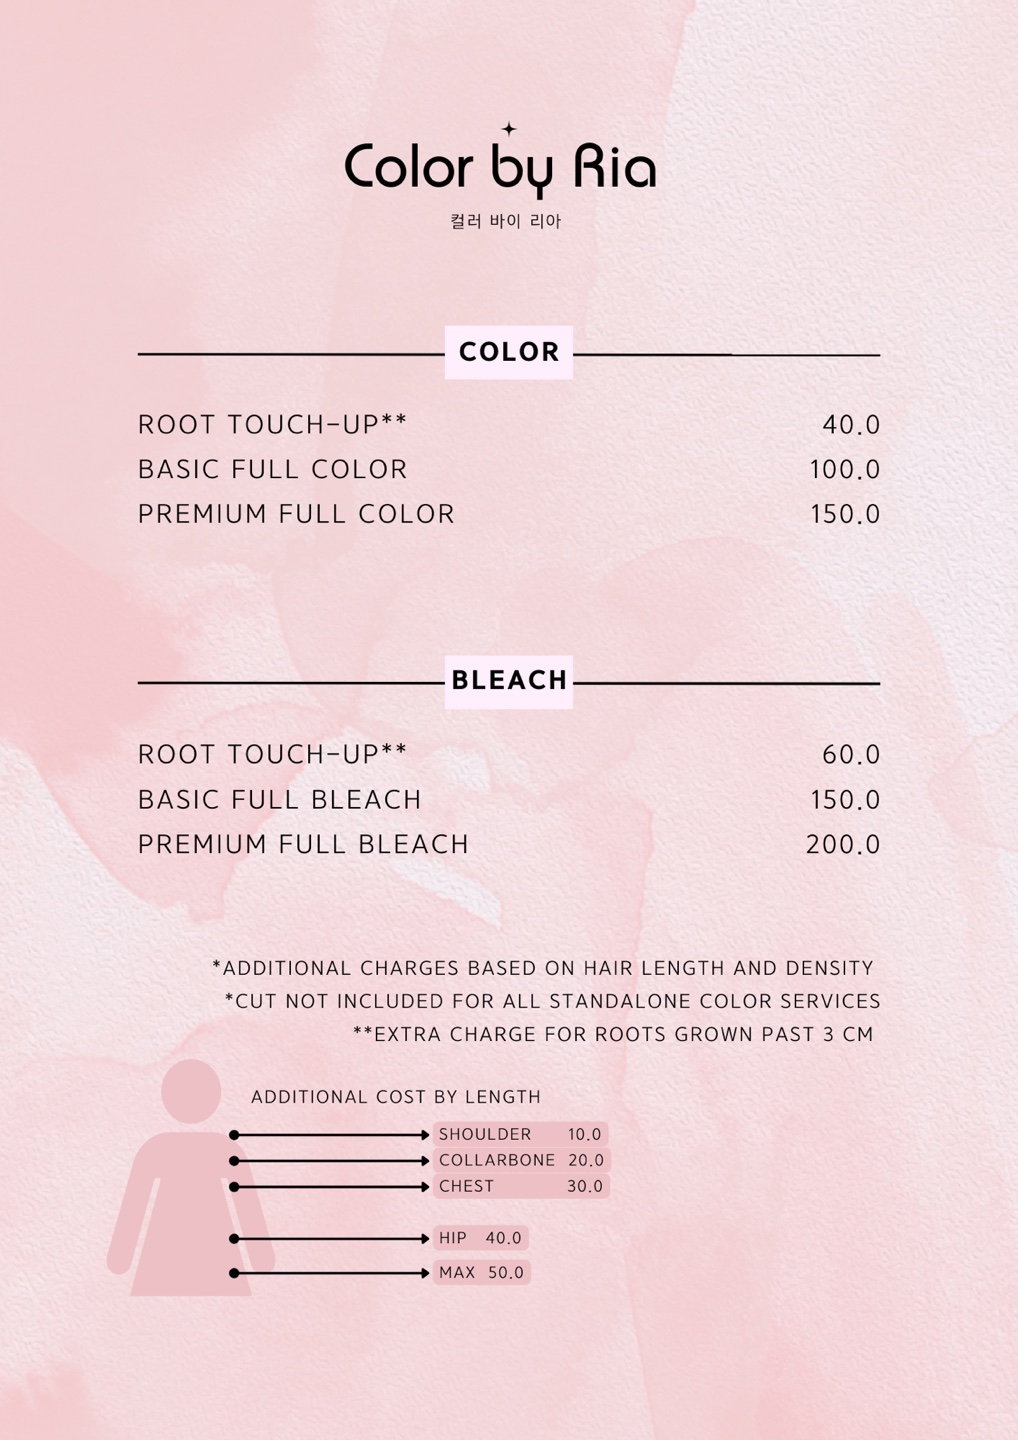 Color by Ria
컬러 바이 리아
COLOR
ROOT TOUCH-UP** 40.0
BASIC FULL COLOR 100.0
PREMIUM FULL COLOR 150.0
BLEACH
ROOT TOUCH-UP** 60.0
BASIC FULL BLEACH 150.0
PREMIUM FULL BLEACH 200.0
*ADDITIONAL CHARGES BASED ON HAIR LENGTH AND DENSITY
*CUT NOT INCLUDED FOR ALL STANDALONE COLOR SERVICES
**EXTRA CHARGE FOR ROOTS GROWN PAST 3 CM
ADDITIONAL COST BY LENGTH
SHOULDER 10.0
COLLARBONE 20.0
CHEST 30.0
HIP 40.0
MAX 50.0